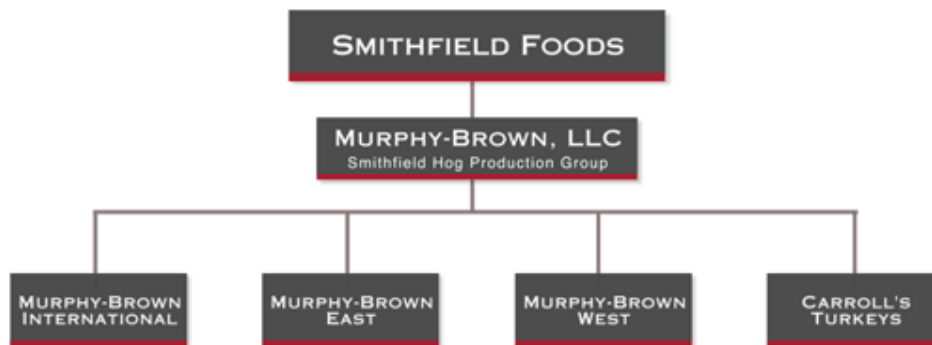 SMITHFIELD FOODS
MURPHY-BROWN, LLC
Smithfield Hog Production Group
MURPHY-BROWN
INTERNATIONAL
MURPHY-BROWN
EAST
MURPHY-BROWN
WEST
CARROLL'S
TURKEYS